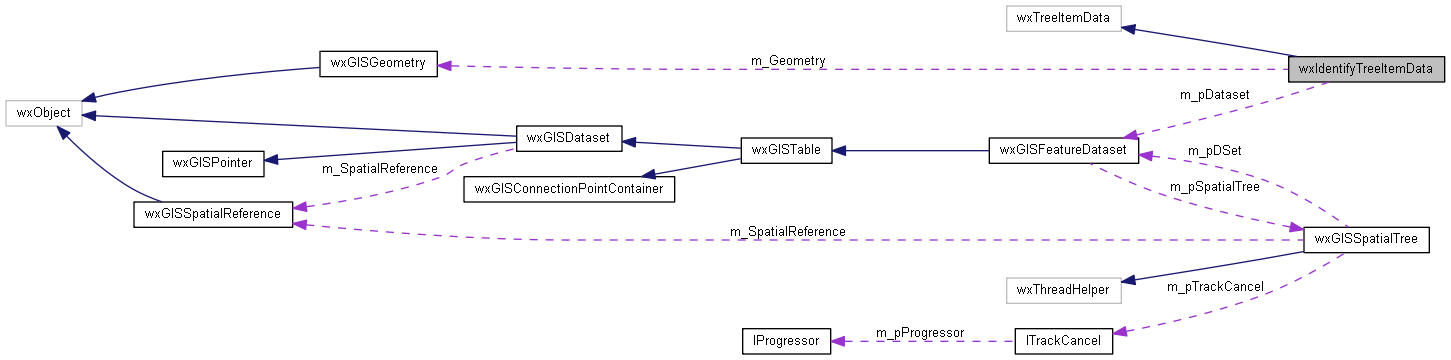 wxTreeItemData
wxGISGeometry
m_Geometry
wxIdentifyTreeItemData
m_pDataset
wxObject
wxGISDataset
wxGISTable
wxGISFeatureDataset
m_pDSet
wxGISPointer
m_SpatialReference
wxGISConnectionPointContainer
m_pSpatialTree
wxGISSpatialReference
m_SpatialReference
wxGISSpatialTree
wxThreadHelper
m_pTrackCancel
IProgressor
m_pProgressor
ITrackCancel